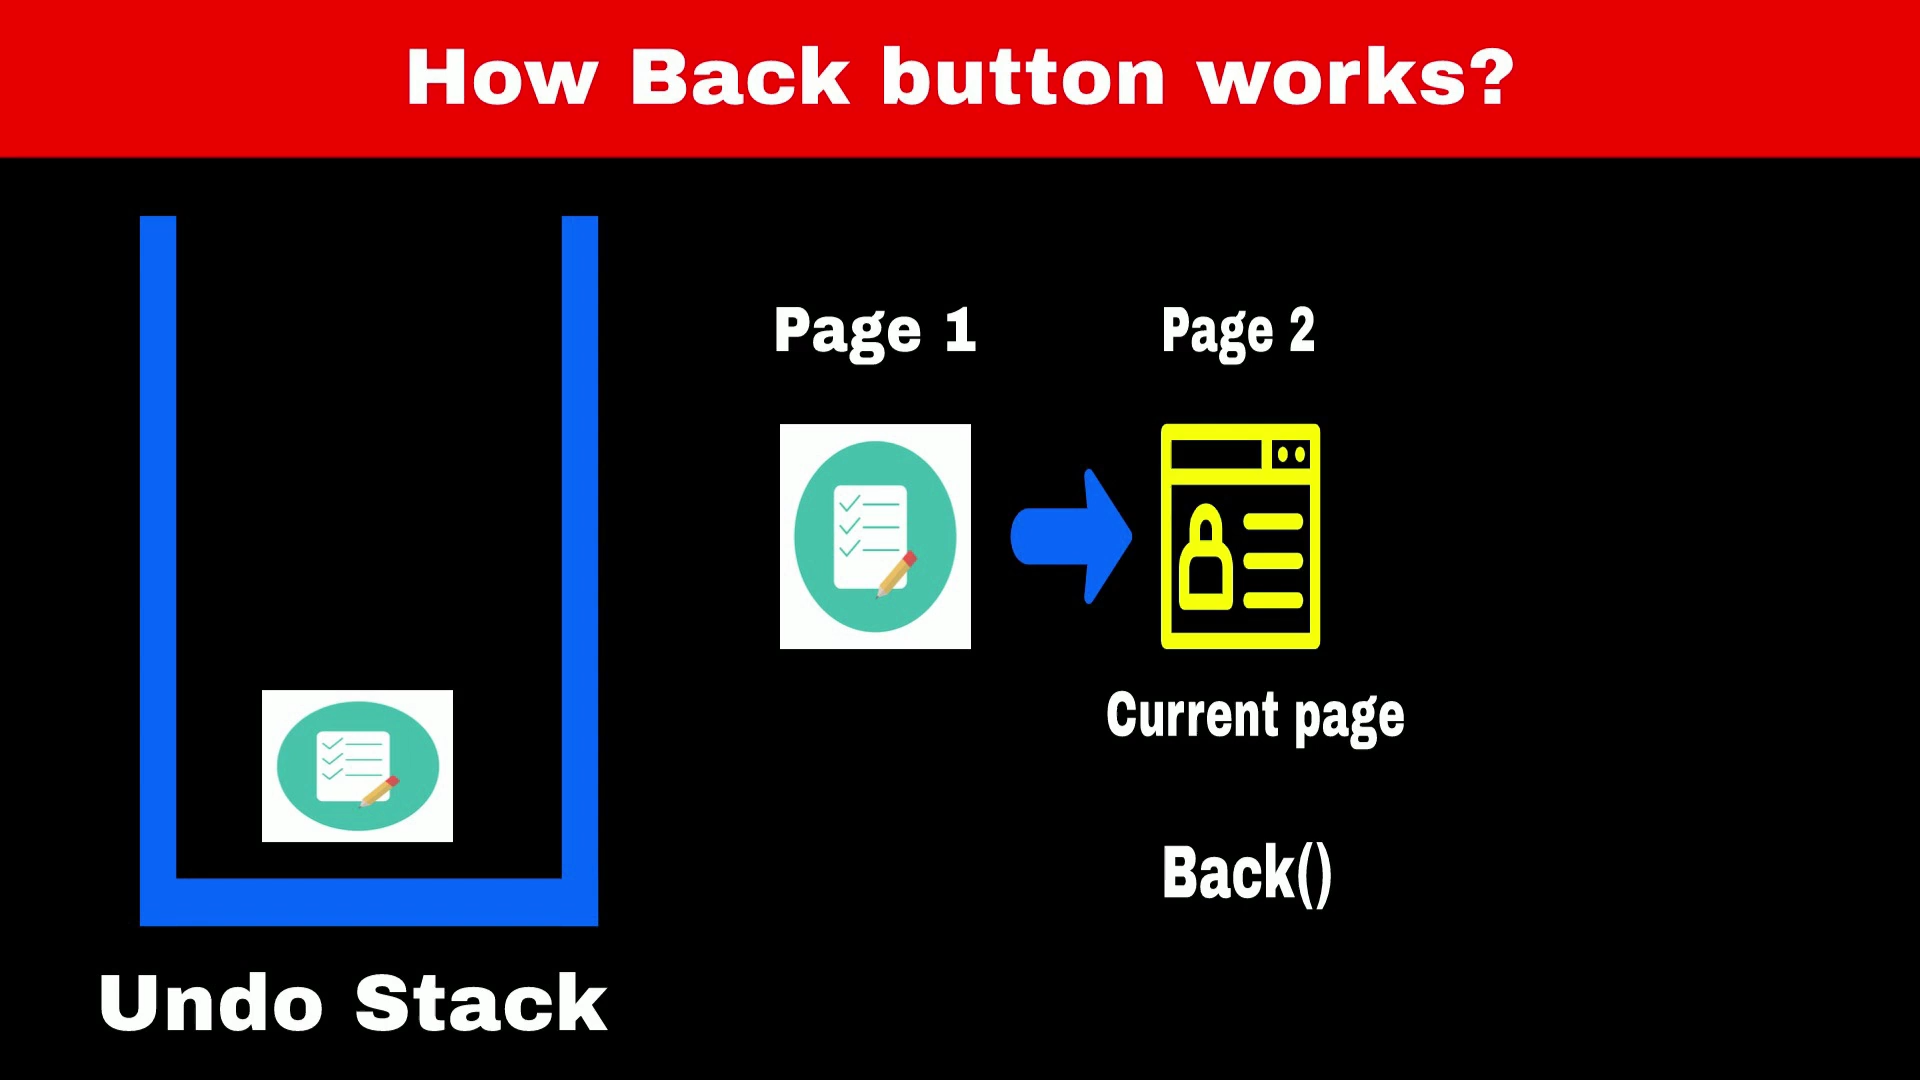 How Back button works?
Page 1
Page 2
Current page
Back()
Undo Stack